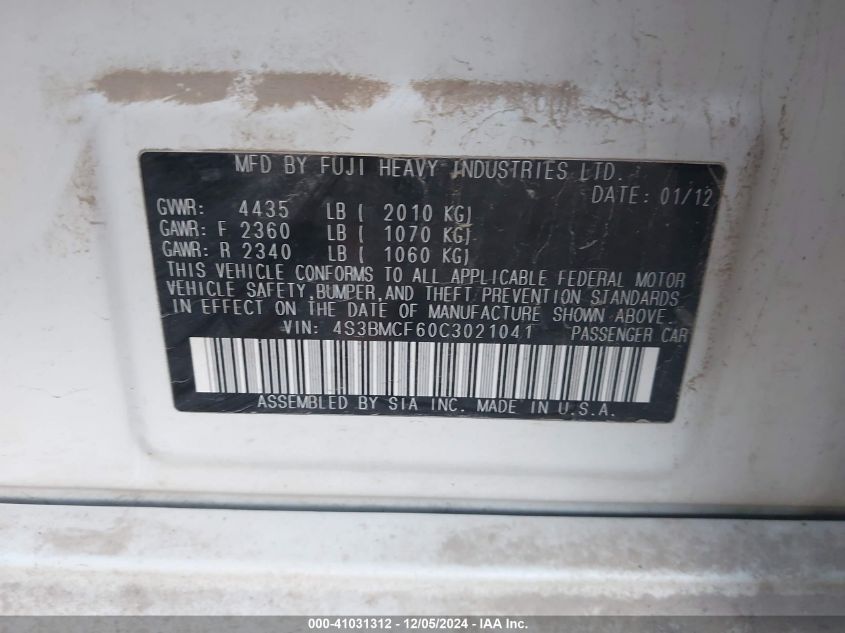 MFD BY FUJI HEAVY INDUSTRIES LTD.
DATE: 01/12
GVWR: 4435 LB ( 2010 KG)
GAWR: F 2360 LB ( 1070 KG)
GAWR: R 2340 LB ( 1060 KG)
THIS VEHICLE CONFORMS TO ALL APPLICABLE FEDERAL MOTOR
VEHICLE SAFETY, BUMPER, AND THEFT PREVENTION STANDARDS
IN EFFECT ON THE DATE OF MANUFACTURE SHOWN ABOVE.
VIN: 4S3BMCF60C3021041 PASSENGER CAR
ASSEMBLED BY SIA INC. MADE IN U.S.A.
000-41031312 - 12/05/2024 - IAA Inc.